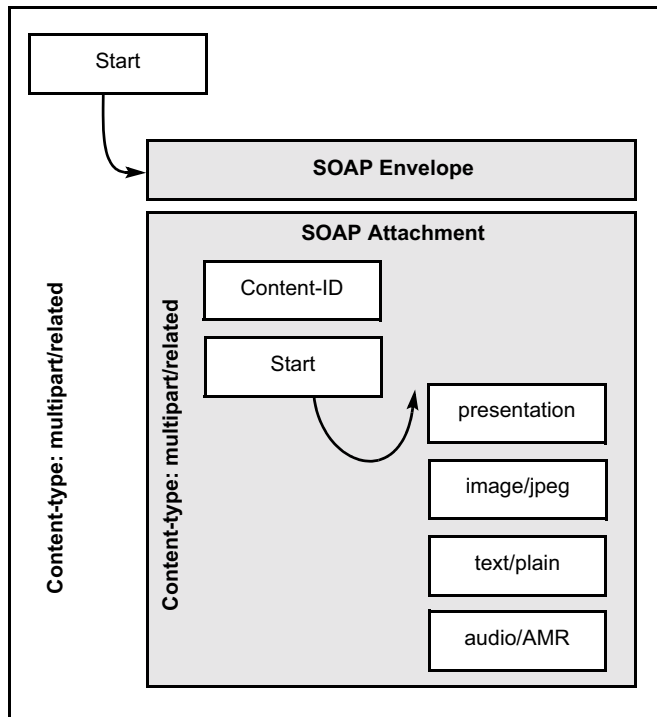 Start
SOAP Envelope
SOAP Attachment
Content-type: multipart/related
Content-type: multipart/related
Content-ID
Start
presentation
image/jpeg
text/plain
audio/AMR